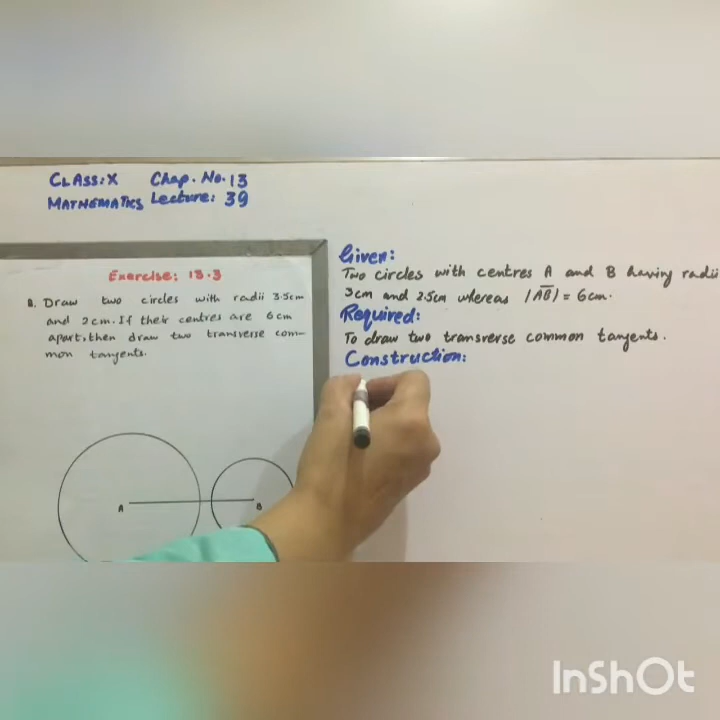 CLASS: X Chap. No. 13
MATHEMATICS Lecture: 39
Exercise: 13.3
8. Draw two circles with radii 3.5cm
and 2cm. If their centres are 6cm
apart, then draw two transverse com-
mon tangents.
A B
Given:
Two circles with centres A and B having radii
3cm and 2.5cm whereas |AB| = 6cm.
Required:
To draw two transverse common tangents.
Construction:
InShOt